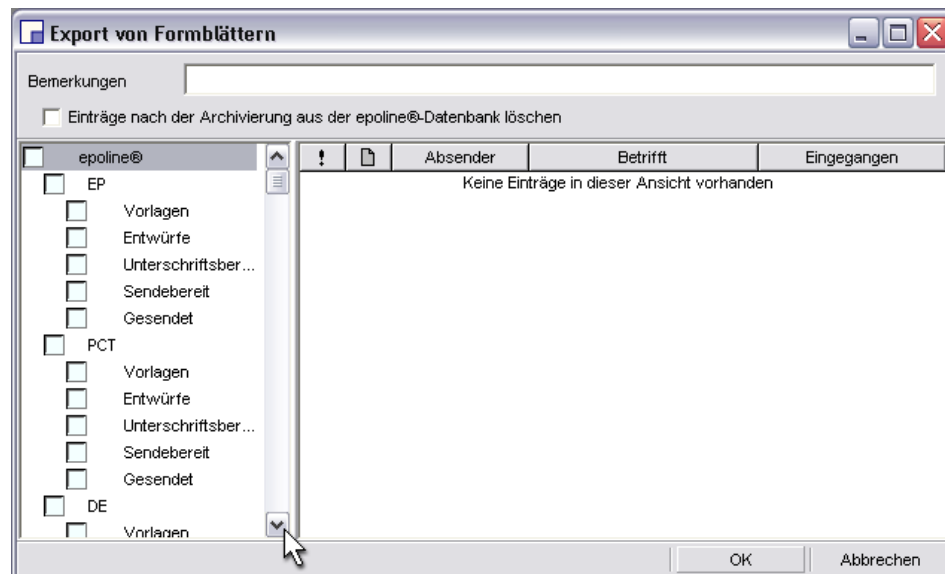 Export von Formblättern
Bemerkungen
Einträge nach der Archivierung aus der epoline®-Datenbank löschen
epoline®
EP
Vorlagen
Entwürfe
Unterschriftsber...
Sendebereit
Gesendet
PCT
Vorlagen
Entwürfe
Unterschriftsber...
Sendebereit
Gesendet
DE
Vorlagen
! Absender Betrifft Eingegangen
Keine Einträge in dieser Ansicht vorhanden
OK Abbrechen